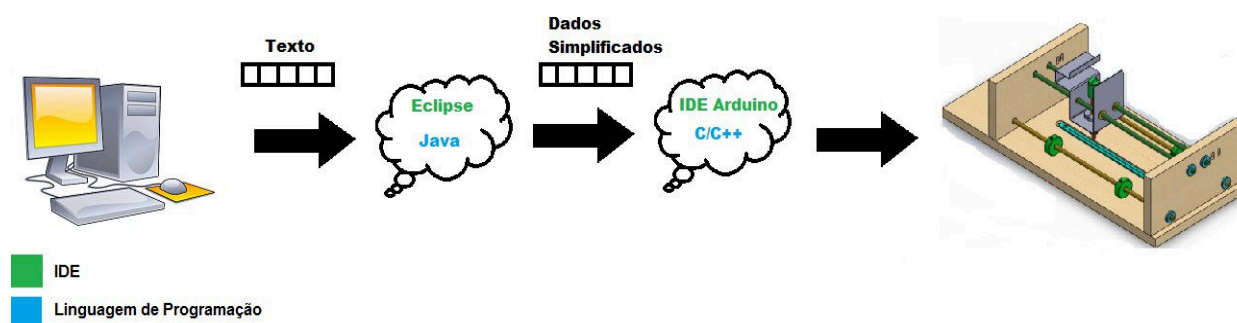 Texto
Eclipse
Java
Dados
Simplificados
IDE Arduino
C/C++
IDE
Linguagem de Programação